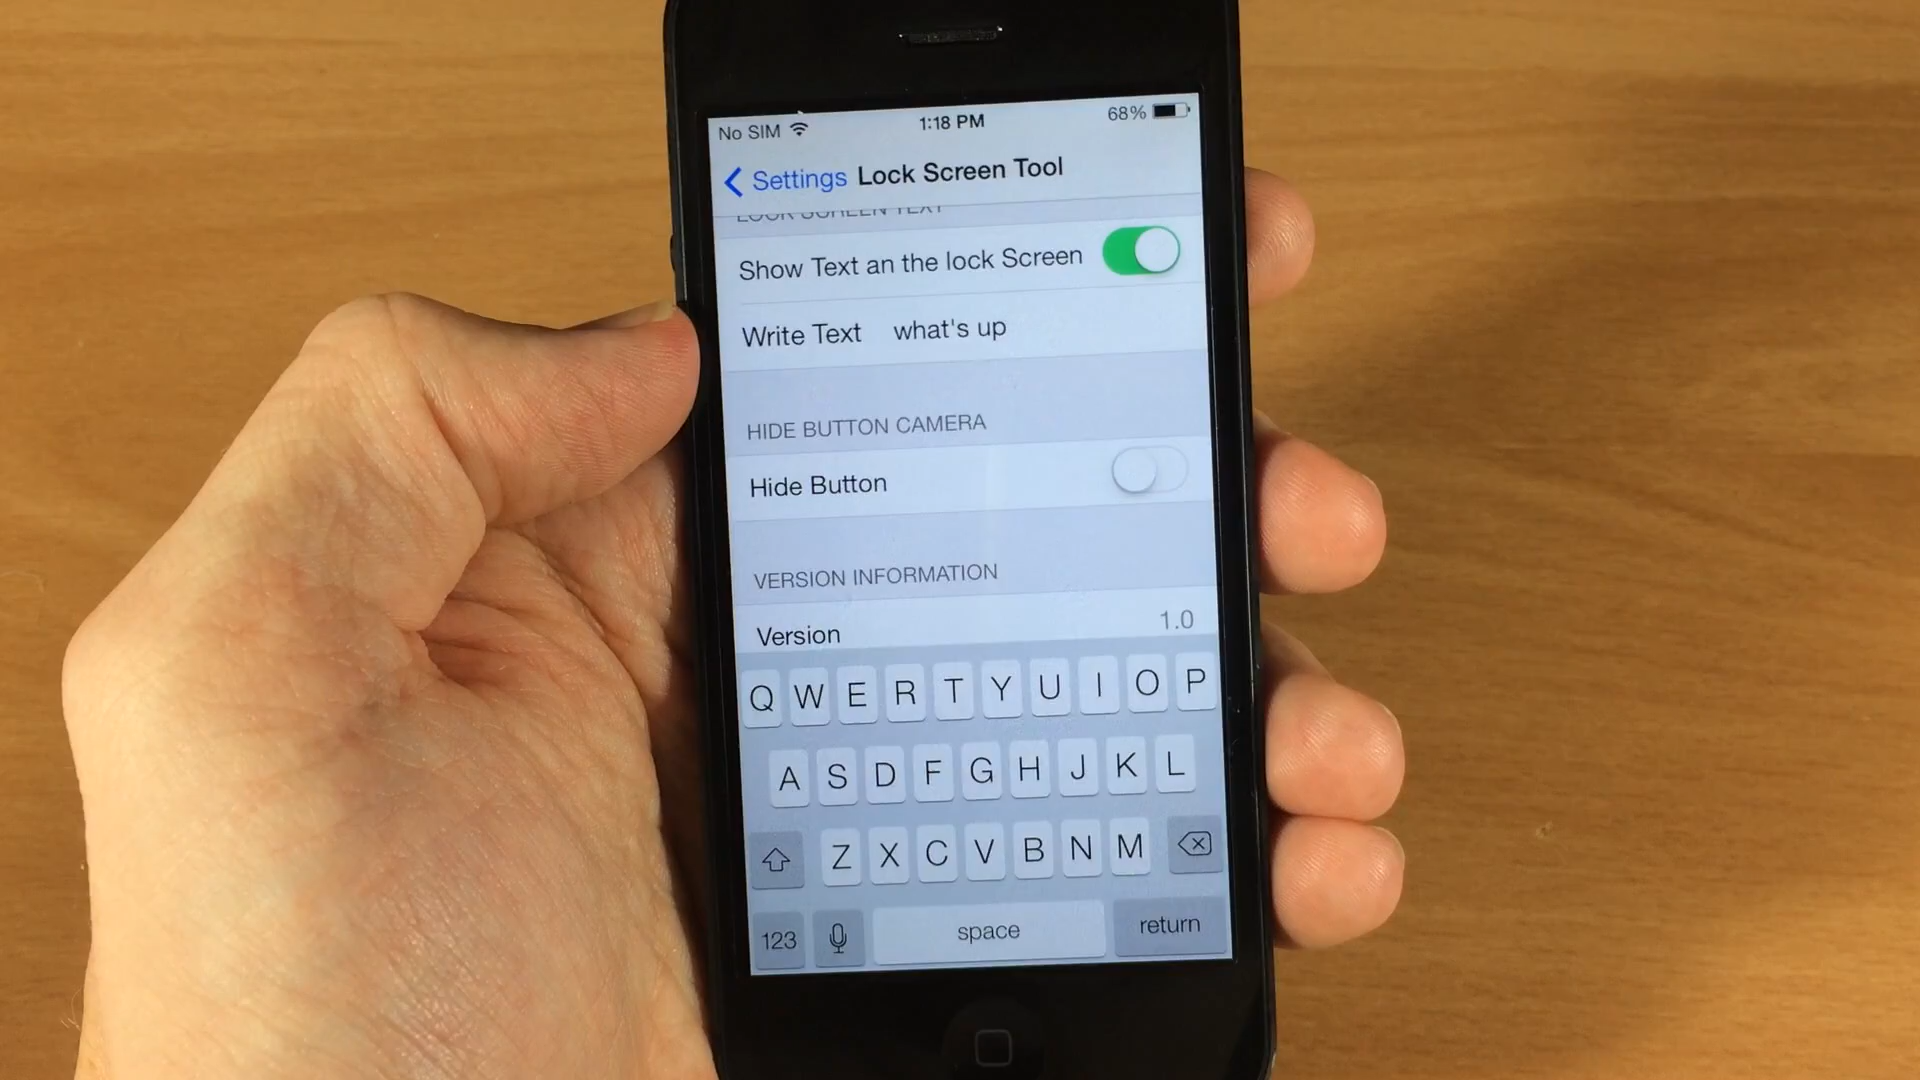 No SIM 1:18 PM 68%
Settings Lock Screen Tool
LOCK SCREEN TEXT
Show Text an the lock Screen
Write Text what's up
HIDE BUTTON CAMERA
Hide Button
VERSION INFORMATION
Version 1.0
Q W E R T Y U I O P
A S D F G H J K L
Z X C V B N M
123 space return